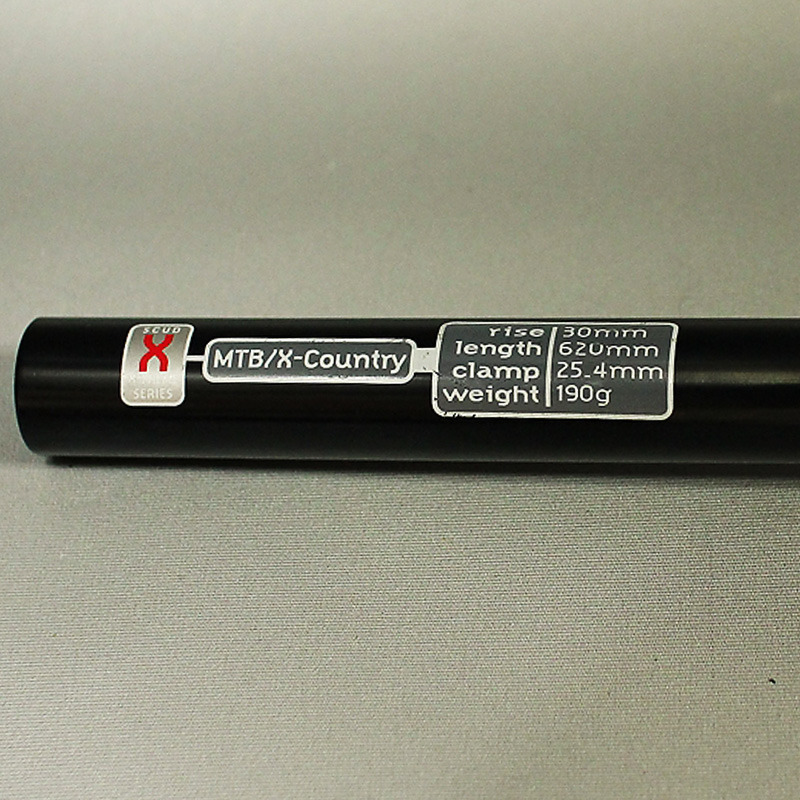 SCUD
X
SERIES
MTB/X-Country
rise 30mm
length 620mm
clamp 25.4mm
weight 190g